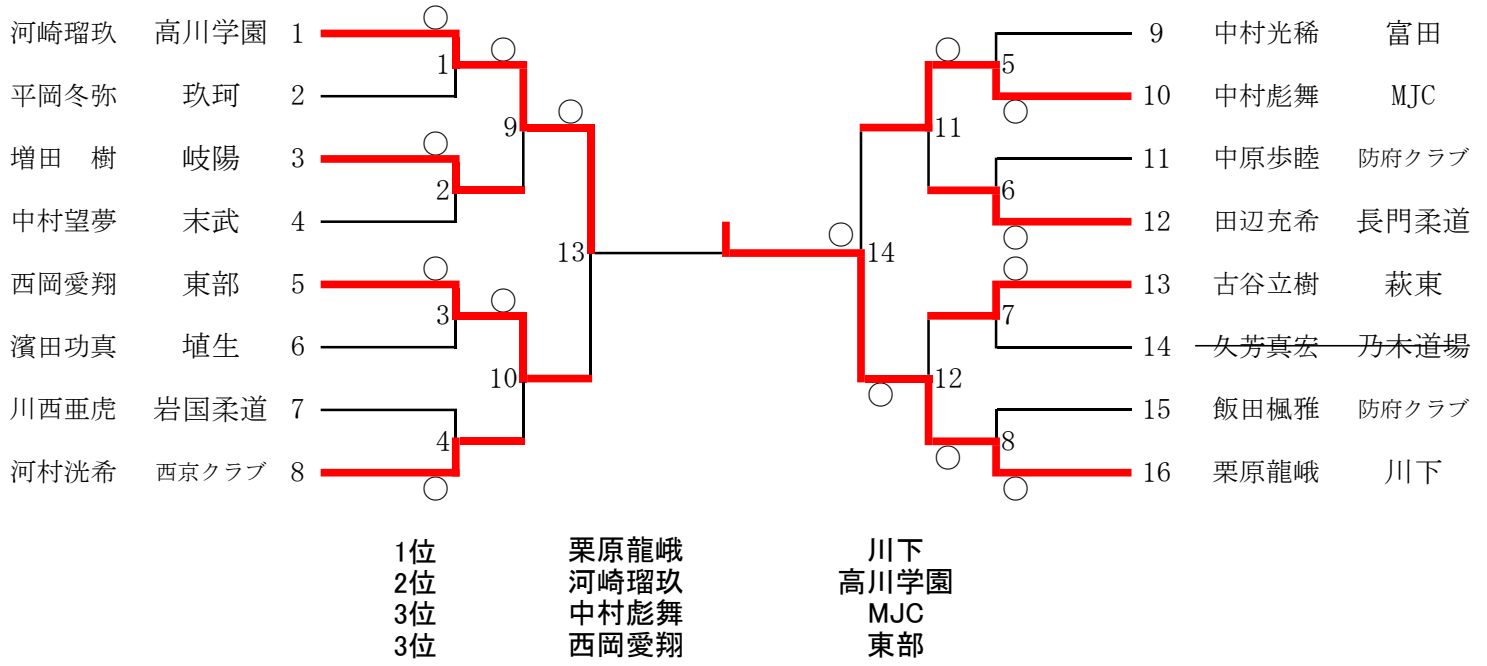 河崎瑠玖 高川学園 1
平岡冬弥 玖珂 2
増田 樹 岐陽 3
中村望夢 末武 4
西岡愛翔 東部 5
濱田功真 埴生 6
川西亜虎 岩国柔道 7
河村洸希 西京クラブ 8
1
2
3
4
9
10
13
14
11
12
5
6
7
8
9 中村光稀 富田
10 中村彪舞 MJC
11 中原歩睦 防府クラブ
12 田辺充希 長門柔道
13 古谷立樹 萩東
14 久芳真宏 乃木道場
15 飯田楓雅 防府クラブ
16 栗原龍峨 川下
1位 栗原龍峨 川下
2位 河崎瑠玖 高川学園
3位 中村彪舞 MJC
3位 西岡愛翔 東部